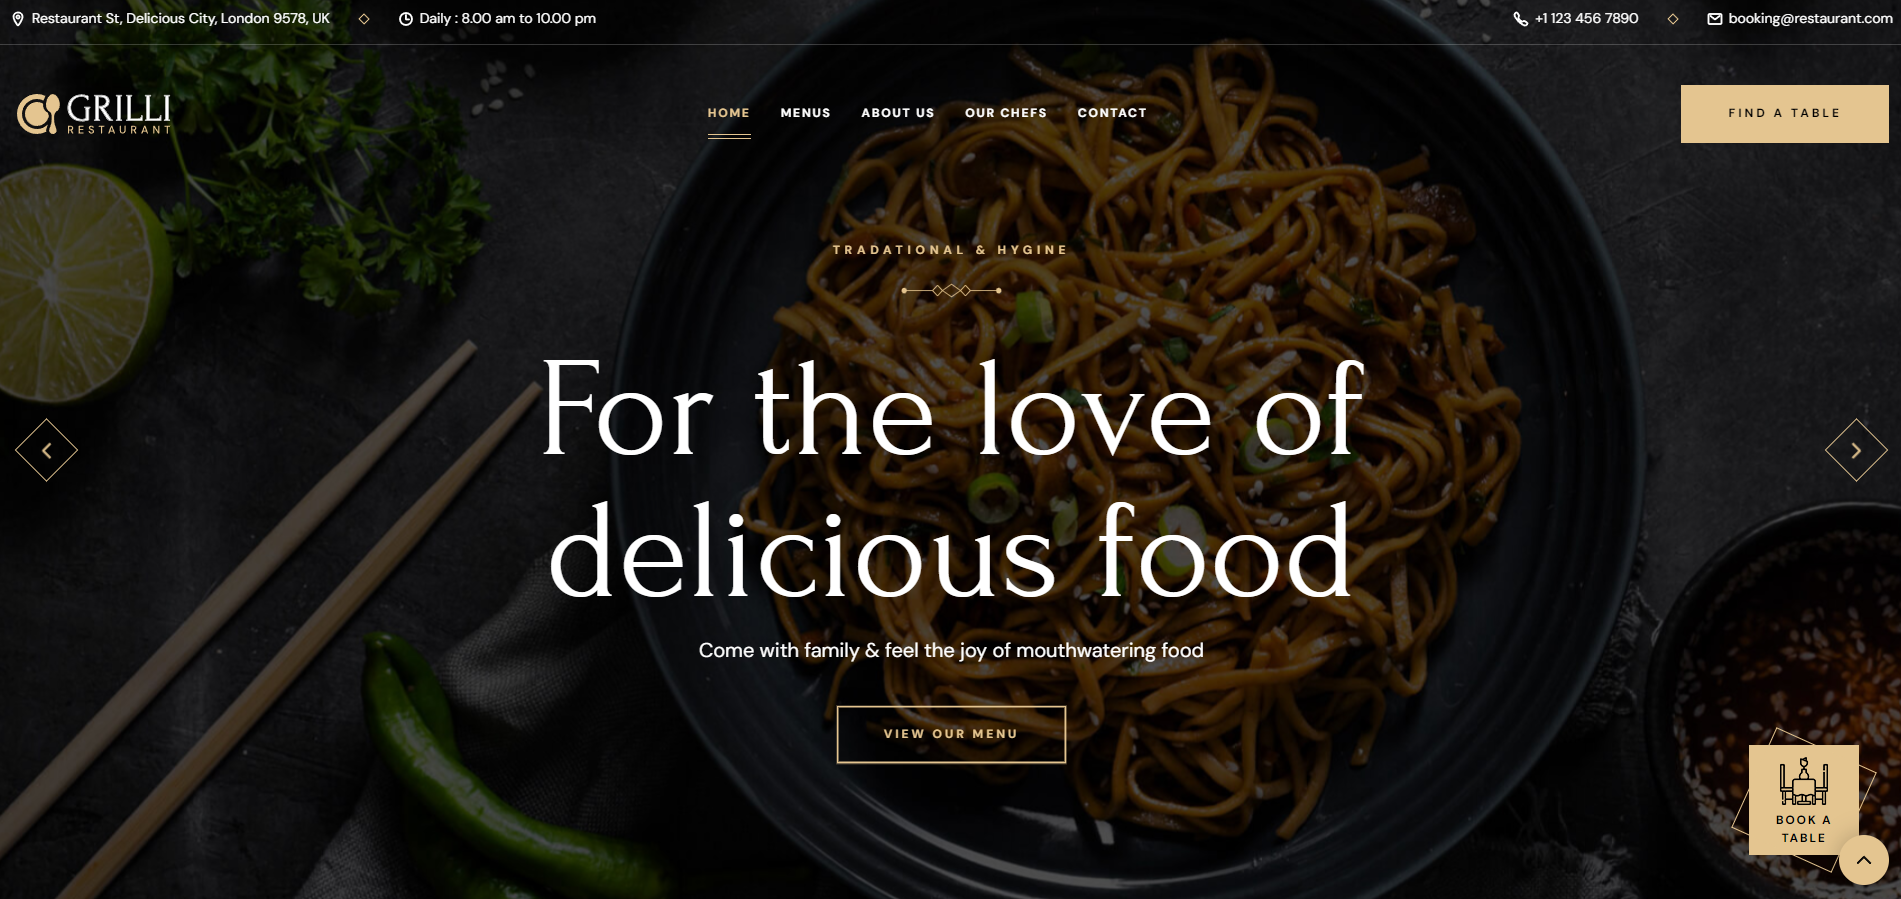 Restaurant St, Delicious City, London 9578, UK
Daily : 8.00 am to 10.00 pm
+1 123 456 7890
booking@restaurant.com
GRILLI
RESTAURANT
HOME
MENUS
ABOUT US
OUR CHEFS
CONTACT
FIND A TABLE
TRADATIONAL & HYGINE
For the love of
delicious food
Come with family & feel the joy of mouthwatering food
VIEW OUR MENU
BOOK A
TABLE